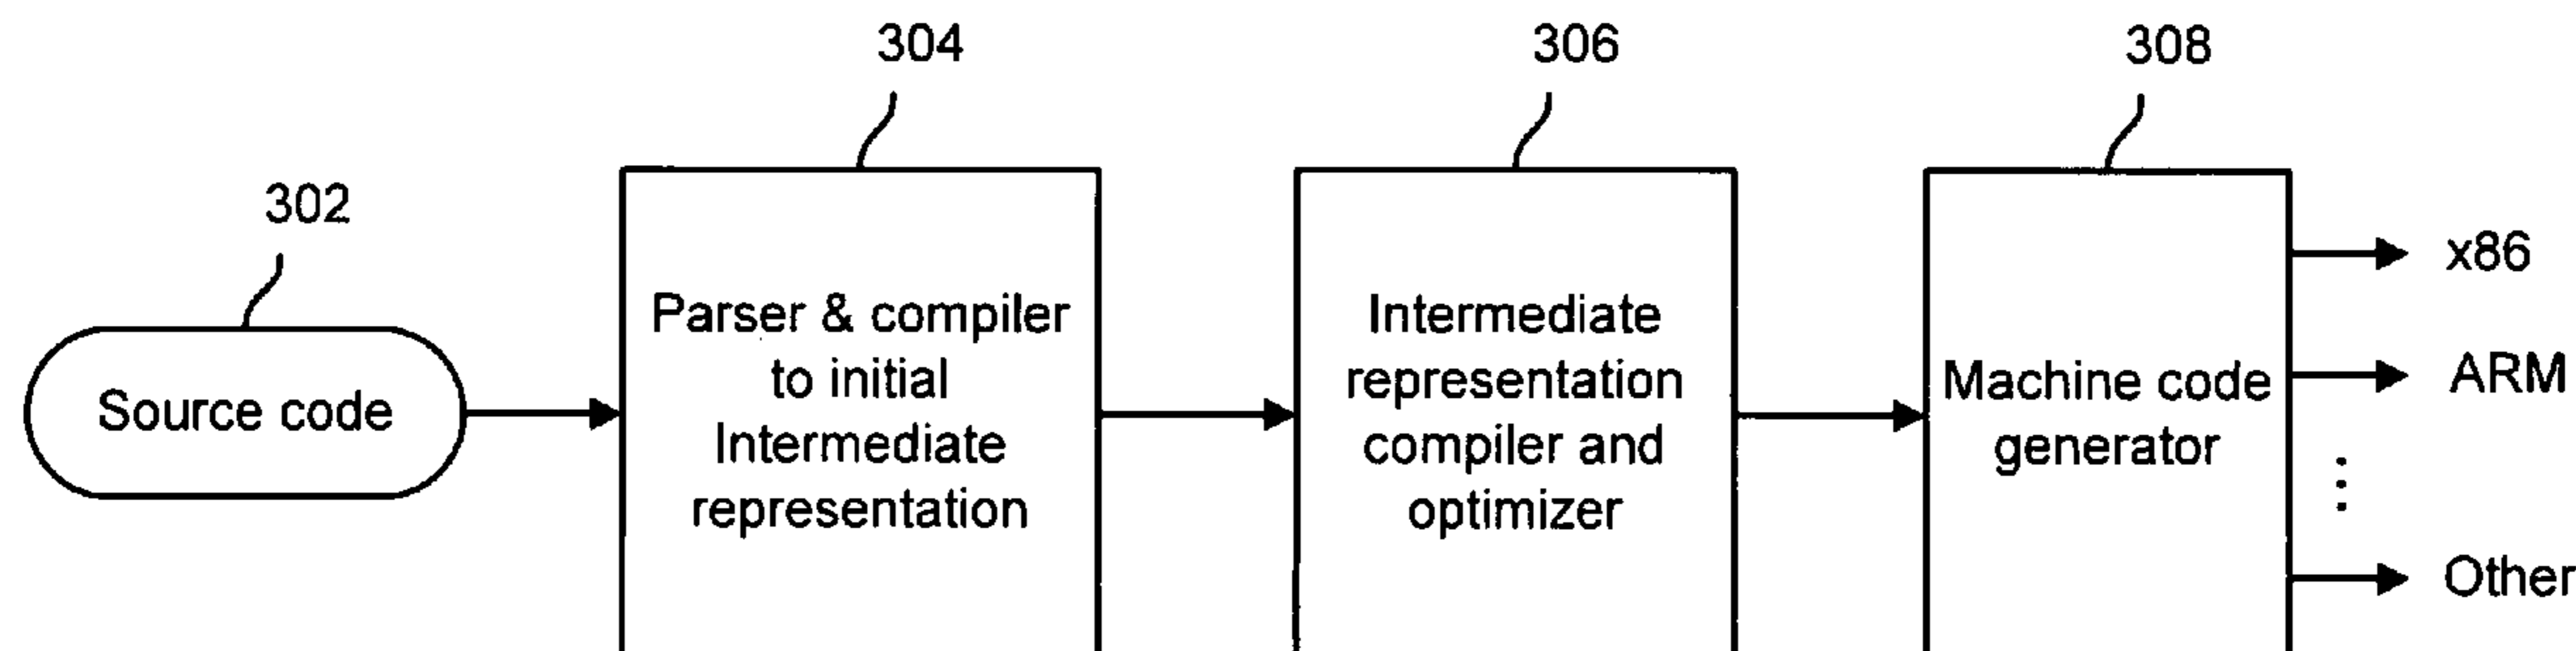 304
306
308
302
Source code
Parser & compiler
to initial
Intermediate
representation
Intermediate
representation
compiler and
optimizer
Machine code
generator
x86
ARM
Other